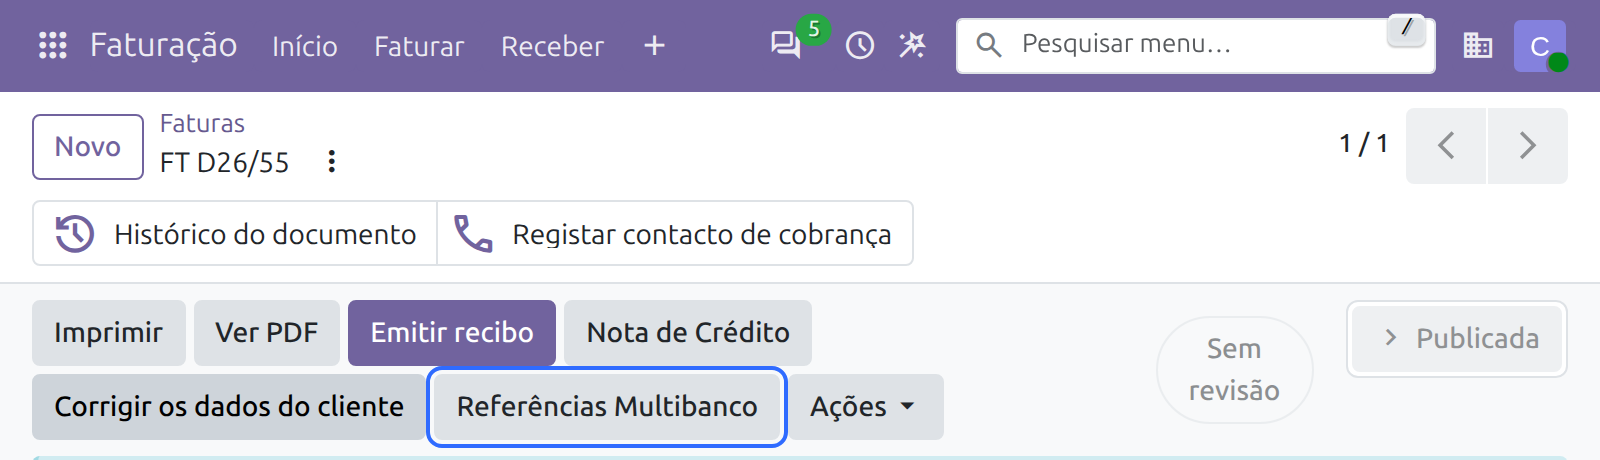 Faturação Início Faturar Receber + 5 Pesquisar menu... / C
Novo
Faturas
FT D26/55
1 / 1
Histórico do documento
Registar contacto de cobrança
Imprimir
Ver PDF
Emitir recibo
Nota de Crédito
Corrigir os dados do cliente
Referências Multibanco
Ações
Sem
revisão
Publicada